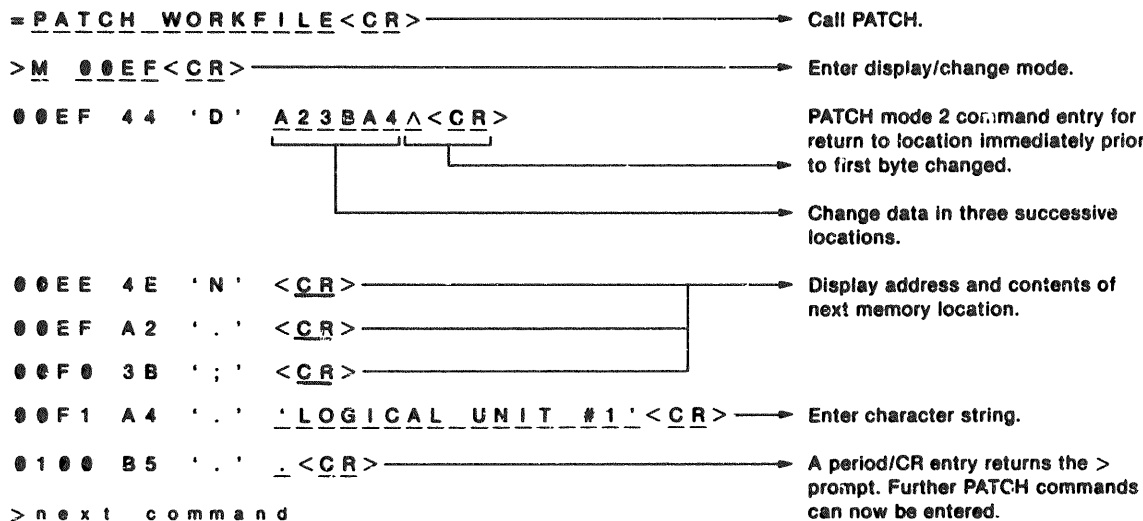 =PATCH WORKFILE<CR> Call PATCH.
>M 00EF<CR> Enter display/change mode.
00EF 44 'D' A23BA4^<CR> PATCH mode 2 command entry for
return to location immediately prior
to first byte changed.
Change data in three successive
locations.
00EE 4E 'N' <CR> Display address and contents of
next memory location.
00EF A2 '.' <CR>
00F0 3B ';' <CR>
00F1 A4 '.' 'LOGICAL UNIT #1'<CR> Enter character string.
0100 B5 '.' .<CR> A period/CR entry returns the >
prompt. Further PATCH commands
can now be entered.
>next command